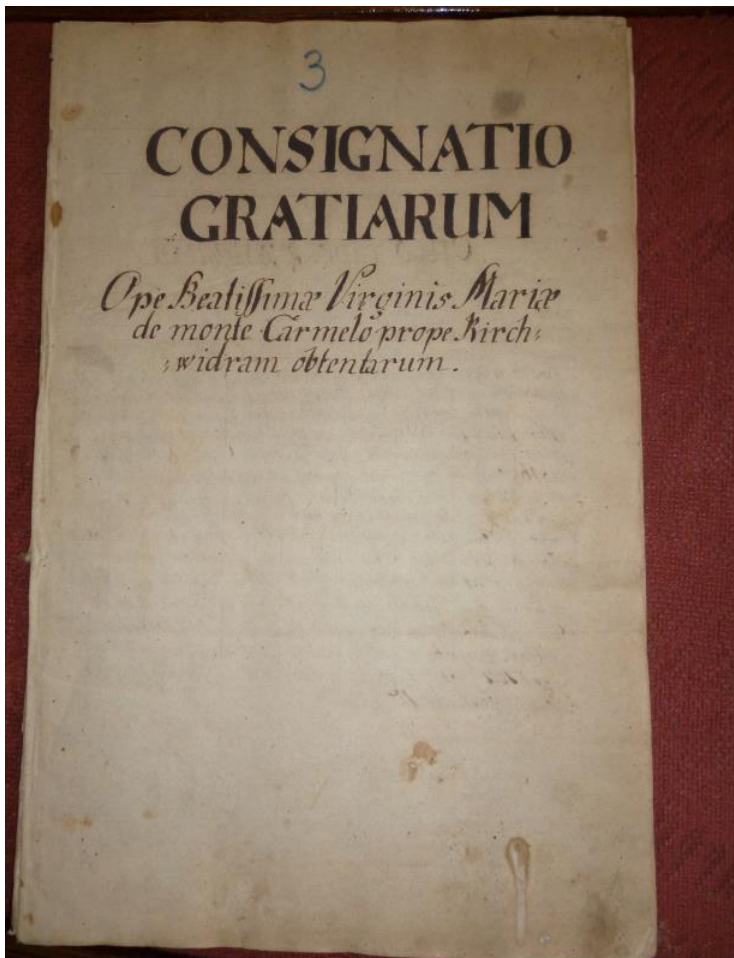 3
CONSIGNATIO
GRATIARUM
Ope Beatissimæ Virginis Mariæ
de monte Carmelo prope Kirch=
=widram obtentarum.